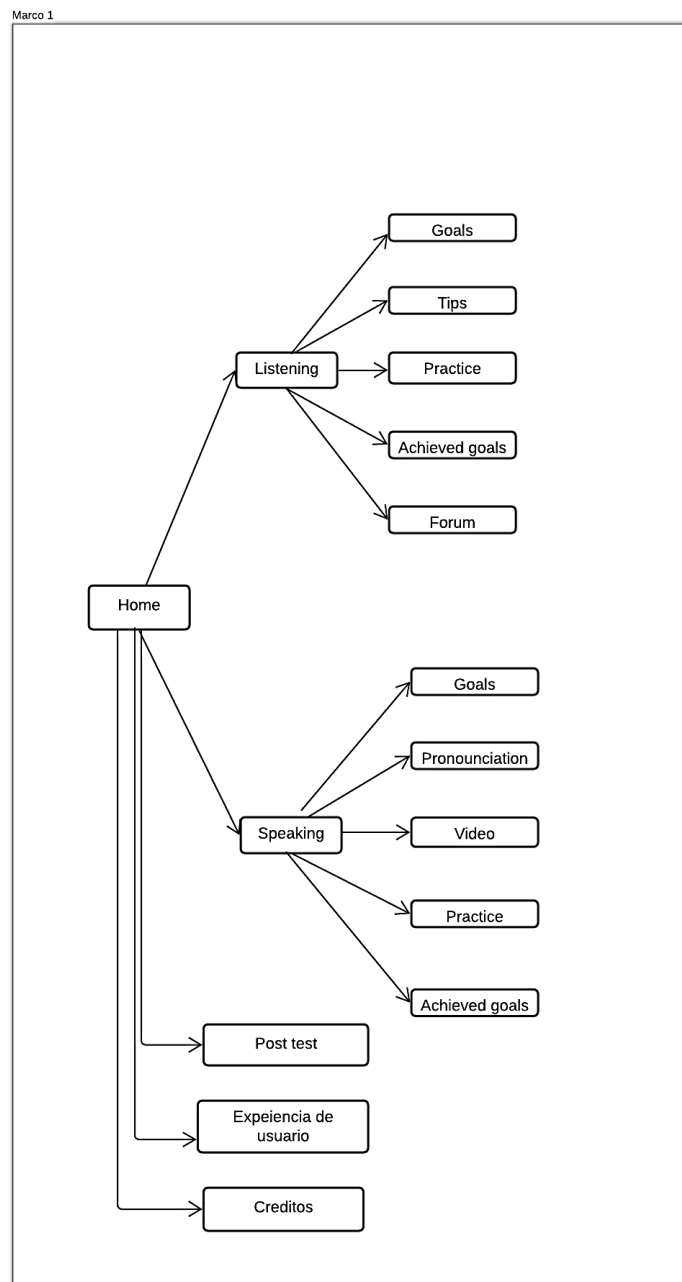 Marco 1
Goals
Tips
Listening
Practice
Achieved goals
Forum
Home
Goals
Pronounciation
Speaking
Video
Practice
Achieved goals
Post test
Expeiencia de
usuario
Creditos